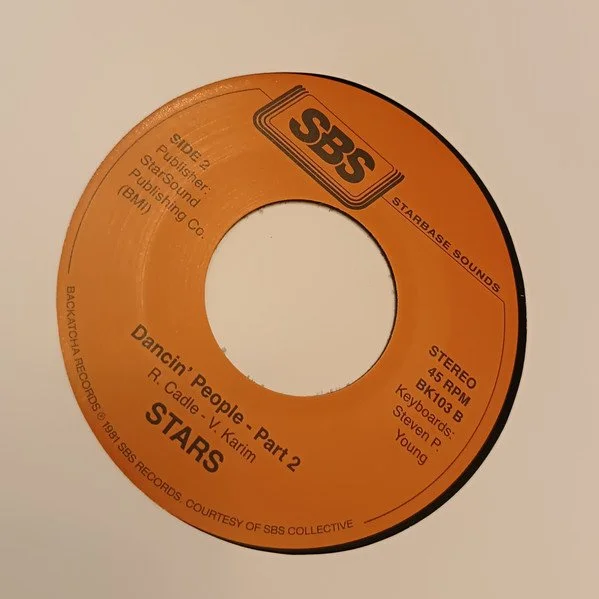 SBS
STARBASE SOUNDS
SIDE 2
Publisher:
StarSound
Publishing Co.
(BMI)
STEREO
45 RPM
BK103 B
Keyboards:
Steven P.
Young
Dancin' People - Part 2
R. Cadle - V. Karim
STARS
BACKATCHA RECORDS ℗ 1981 SBS RECORDS. COURTESY OF SBS COLLECTIVE